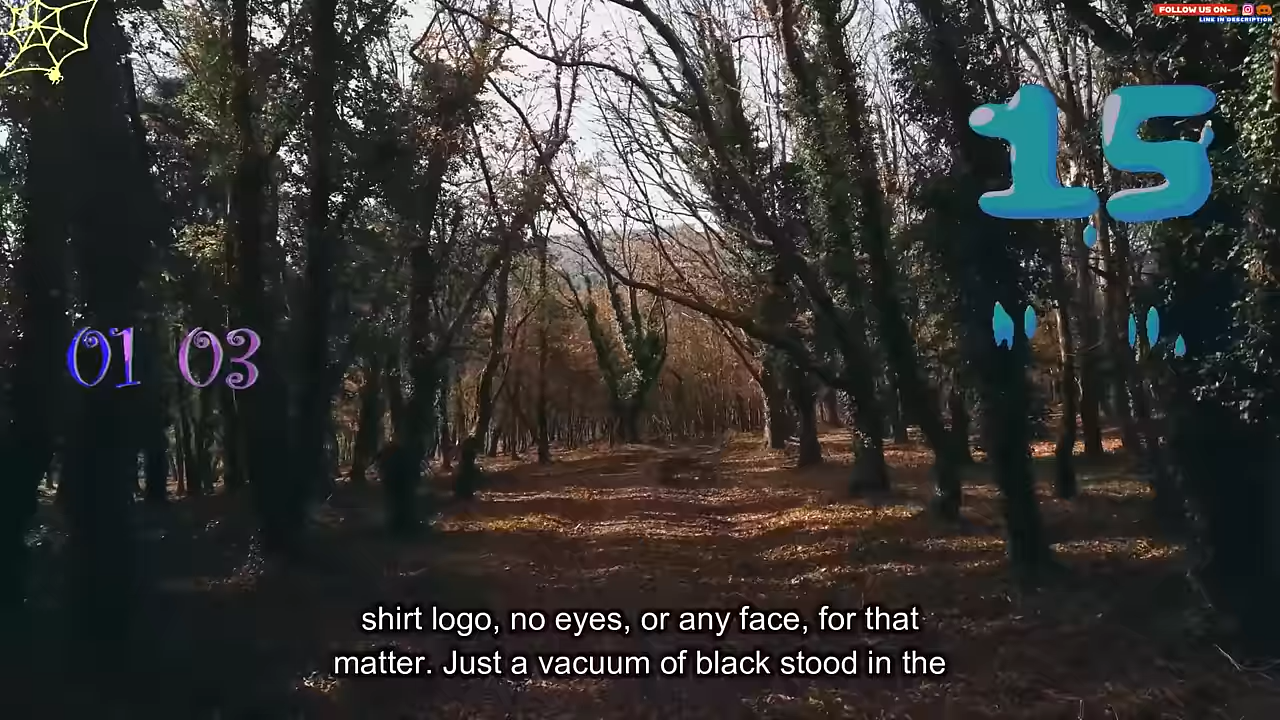 FOLLOW US ON-
LINK IN DESCRIPTION
15
01 03
shirt logo, no eyes, or any face, for that
matter. Just a vacuum of black stood in the